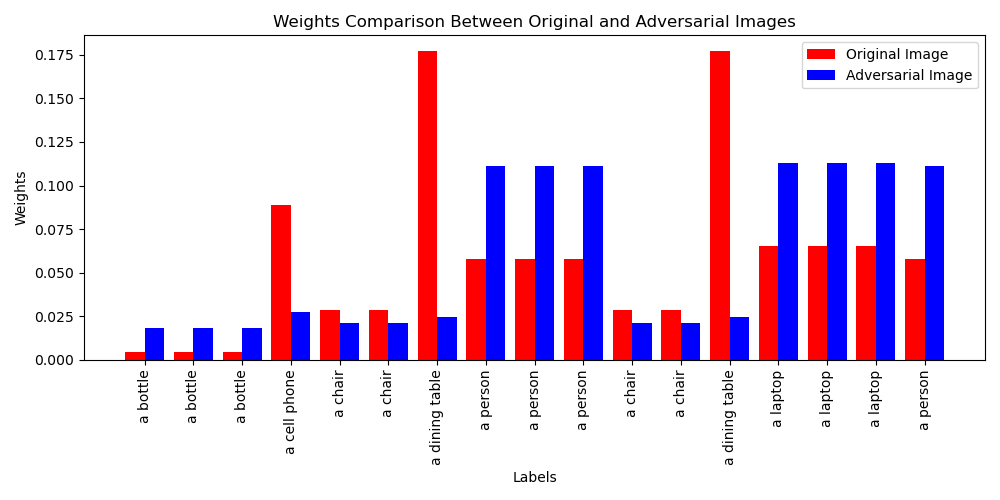 Weights Comparison Between Original and Adversarial Images
Original Image
Adversarial Image
Weights
0.175
0.150
0.125
0.100
0.075
0.050
0.025
0.000
a bottle
a bottle
a bottle
a cell phone
a chair
a chair
a dining table
a person
a person
a person
a chair
a chair
a dining table
a laptop
a laptop
a laptop
a person
Labels